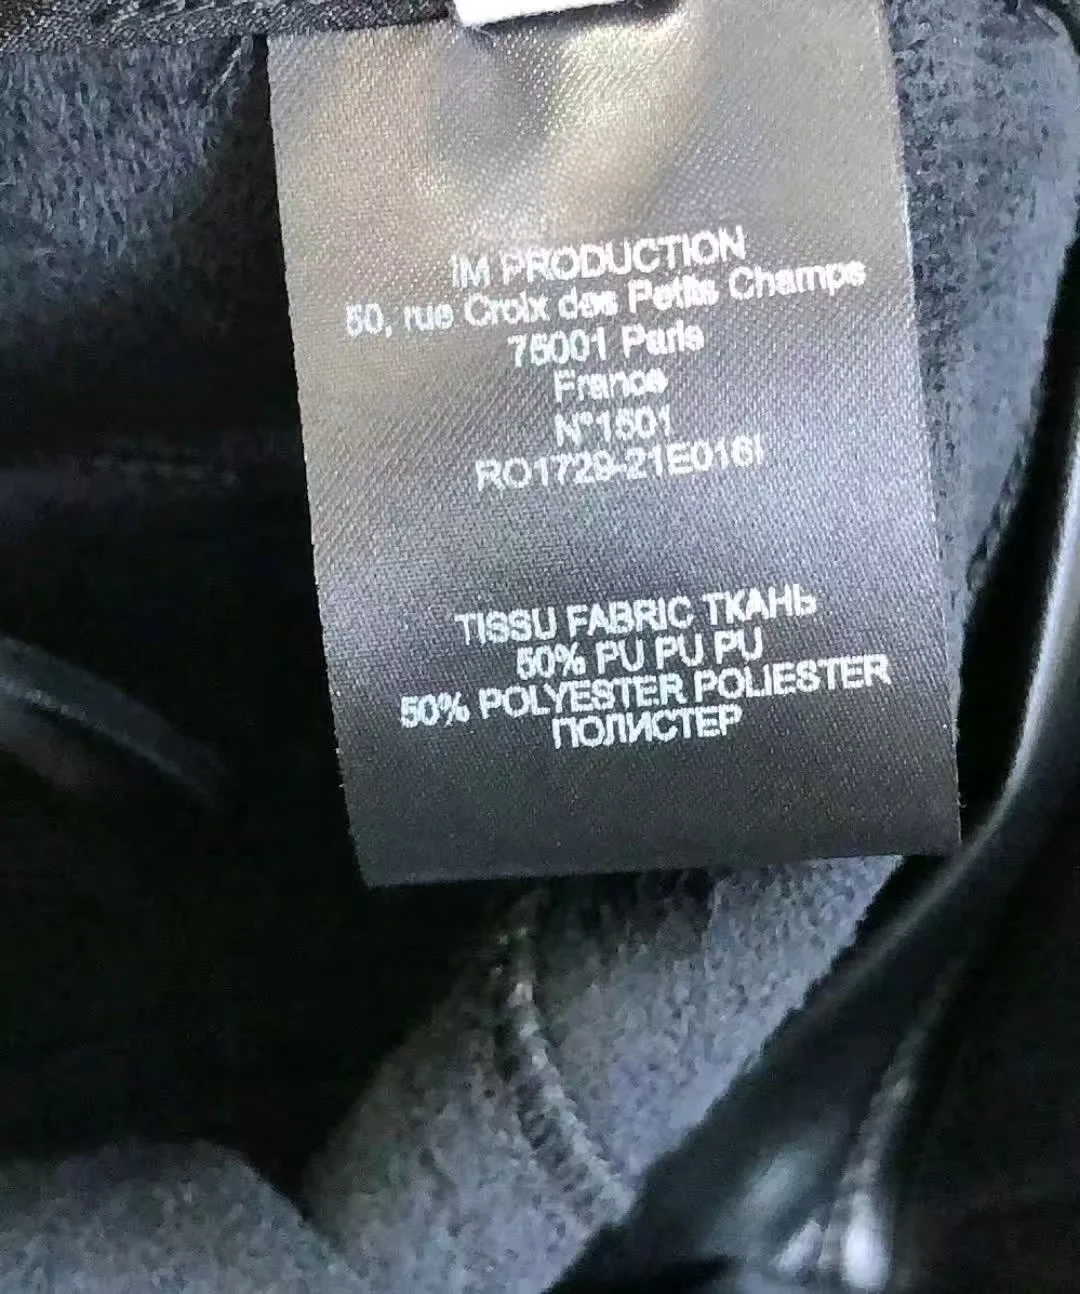 IM PRODUCTION
50, rue Croix des Petits Champs
75001 Paris
France
N°1501
RO1729-21E016I
TISSU FABRIC ТКАНЬ
50% PU PU PU
50% POLYESTER POLIESTER
ПОЛИСТЕР